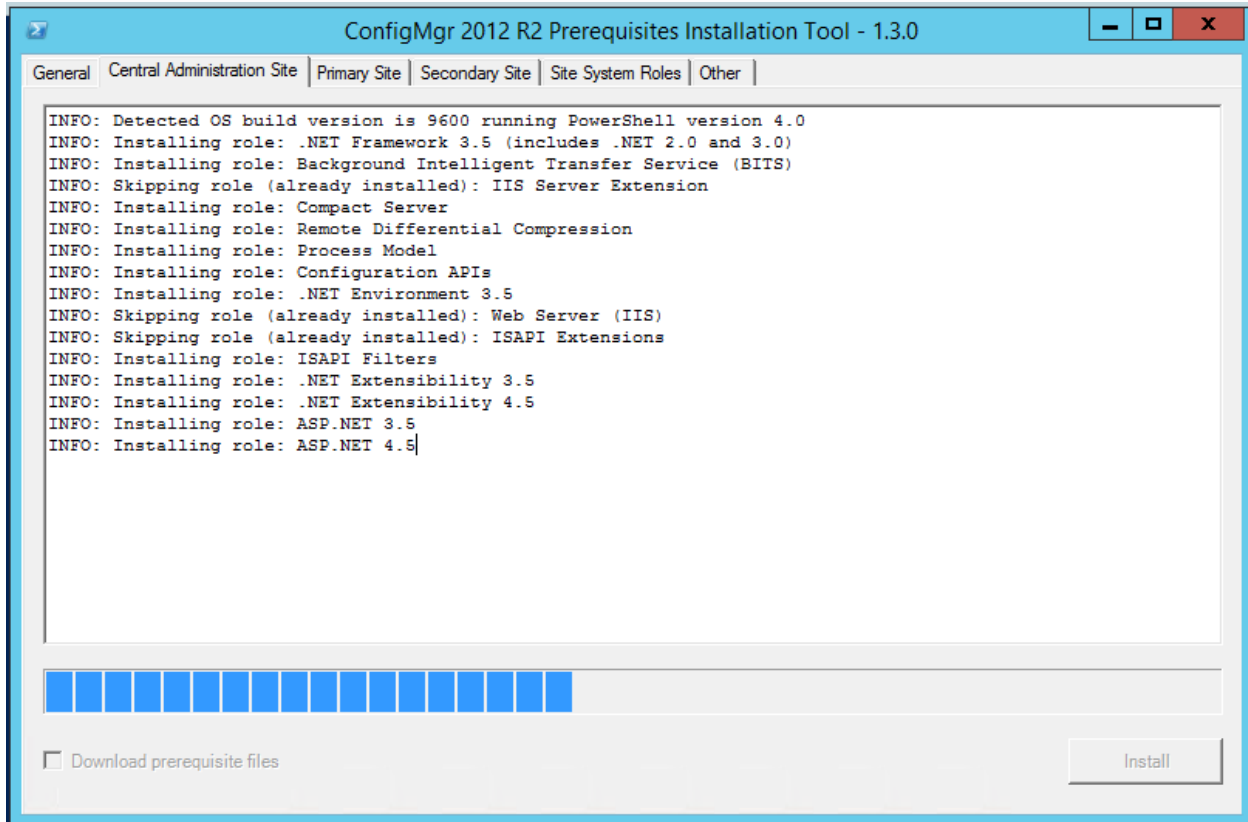 ConfigMgr 2012 R2 Prerequisites Installation Tool - 1.3.0
General Central Administration Site Primary Site Secondary Site Site System Roles Other
INFO: Detected OS build version is 9600 running PowerShell version 4.0
INFO: Installing role: .NET Framework 3.5 (includes .NET 2.0 and 3.0)
INFO: Installing role: Background Intelligent Transfer Service (BITS)
INFO: Skipping role (already installed): IIS Server Extension
INFO: Installing role: Compact Server
INFO: Installing role: Remote Differential Compression
INFO: Installing role: Process Model
INFO: Installing role: Configuration APIs
INFO: Installing role: .NET Environment 3.5
INFO: Skipping role (already installed): Web Server (IIS)
INFO: Skipping role (already installed): ISAPI Extensions
INFO: Installing role: ISAPI Filters
INFO: Installing role: .NET Extensibility 3.5
INFO: Installing role: .NET Extensibility 4.5
INFO: Installing role: ASP.NET 3.5
INFO: Installing role: ASP.NET 4.5
Download prerequisite files
Install